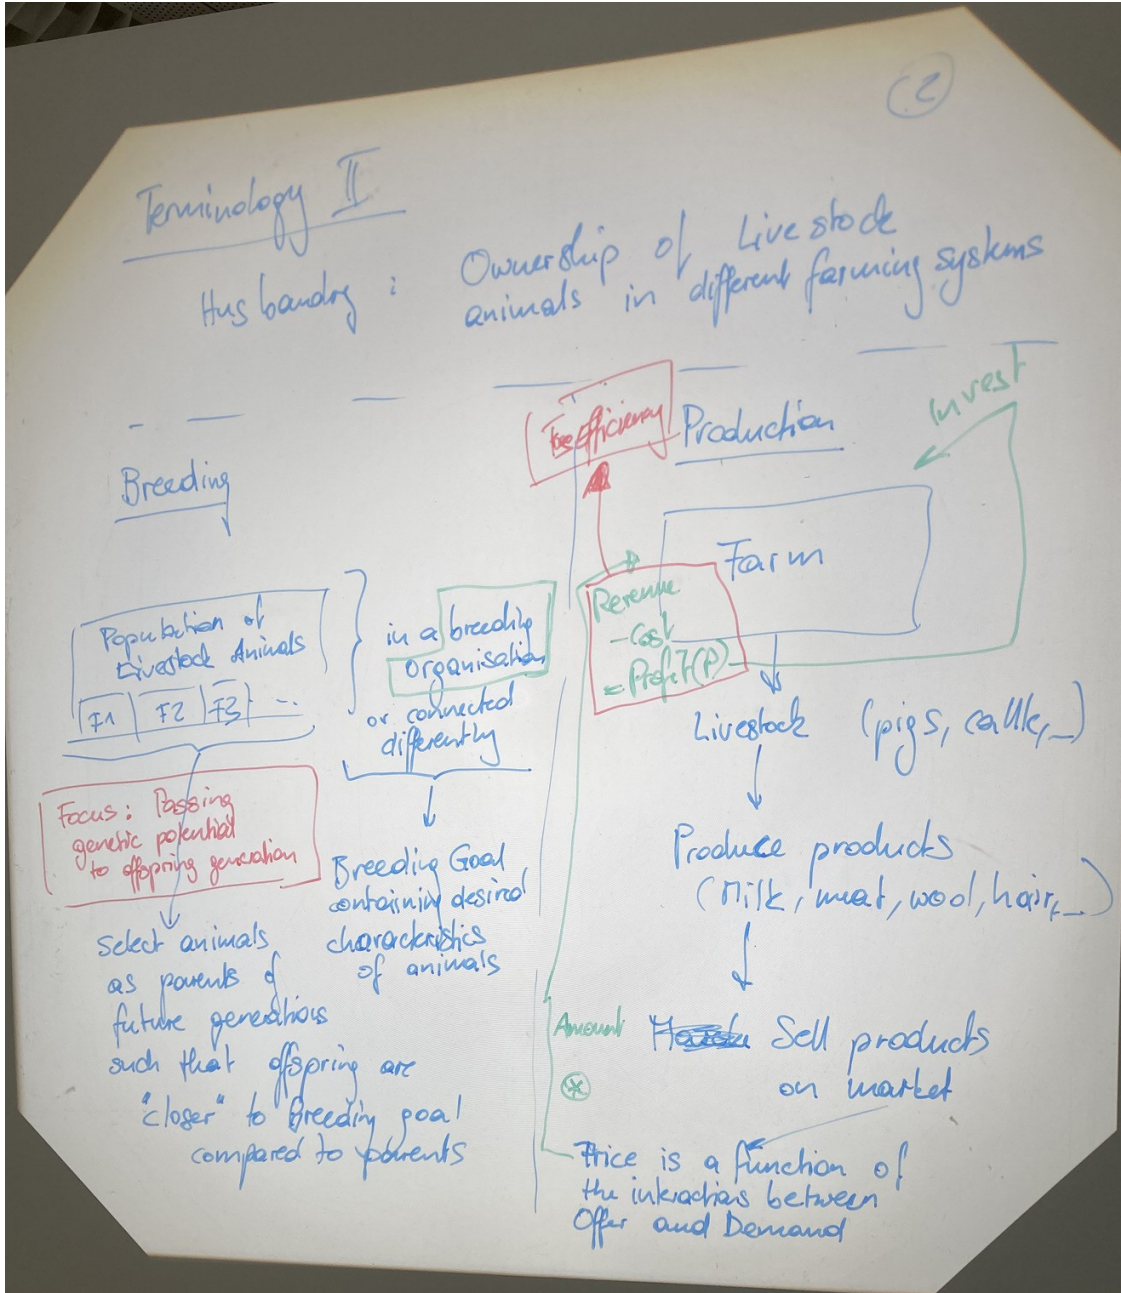 2
Terminology II
Husbandry : Ownership of Livestock
animals in different farming systems
Breeding
Population of
Livestock Animals
F1 F2 F3 ...
in a breeding
organisation
or connected
differently
Focus: Passing
genetic potential
to offspring generation
Select animals
as parents of
future generations
such that offspring are
"closer" to Breeding goal
compared to parents
Breeding Goal
containing desired
characteristics
of animals
efficiency
Production
invest
Farm
Revenue
- Cost
= Profit (P)
Livestock (pigs, cattle, ...)
Produce products
(Milk, meat, wool, hair, ...)
Amount
Sell products
on market
*
Price is a function of
the interactions between
Offer and Demand